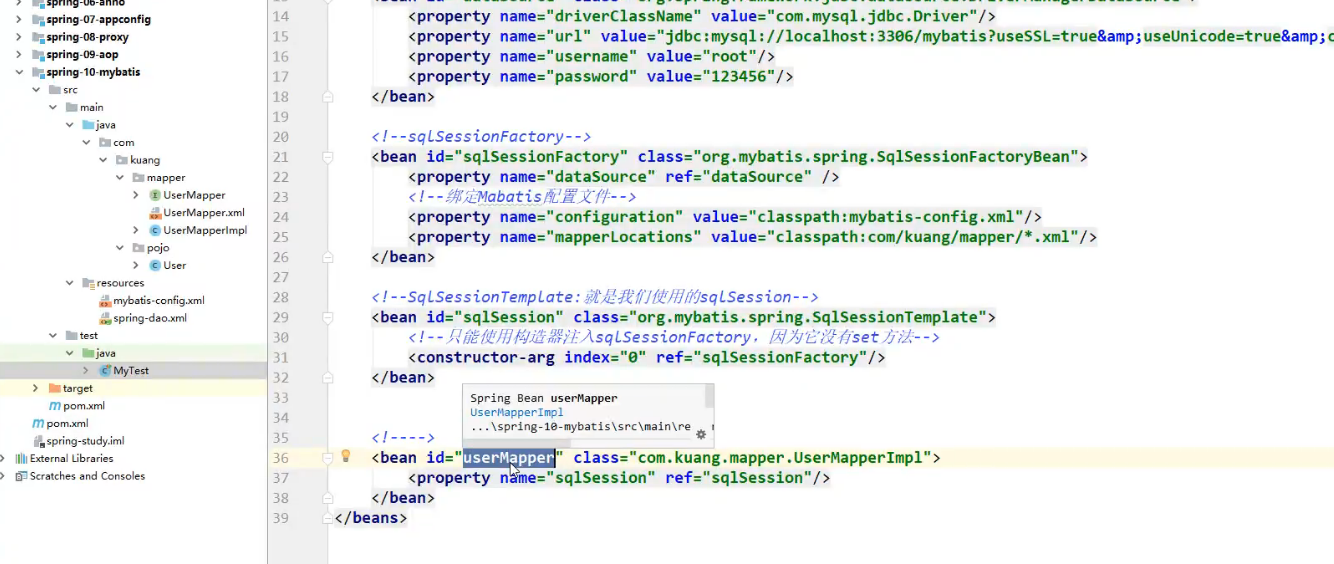 spring-06-anno
spring-07-appconfig
spring-08-proxy
spring-09-aop
spring-10-mybatis
src
main
java
com
kuang
mapper
UserMapper
UserMapper.xml
UserMapperImpl
pojo
User
resources
mybatis-config.xml
spring-dao.xml
test
java
MyTest
target
pom.xml
pom.xml
spring-study.iml
External Libraries
Scratches and Consoles
14 <property name="driverClassName" value="com.mysql.jdbc.Driver"/>
15 <property name="url" value="jdbc:mysql://localhost:3306/mybatis?useSSL=true&amp;useUnicode=true&amp;c
16 <property name="username" value="root"/>
17 <property name="password" value="123456"/>
18 </bean>
19
20 <!--sqlSessionFactory-->
21 <bean id="sqlSessionFactory" class="org.mybatis.spring.SqlSessionFactoryBean">
22 <property name="dataSource" ref="dataSource" />
23 <!--绑定Mabatis配置文件-->
24 <property name="configuration" value="classpath:mybatis-config.xml"/>
25 <property name="mapperLocations" value="classpath:com/kuang/mapper/*.xml"/>
26 </bean>
27
28 <!--SqlSessionTemplate:就是我们使用的sqlSession-->
29 <bean id="sqlSession" class="org.mybatis.spring.SqlSessionTemplate">
30 <!--只能使用构造器注入sqlSessionFactory，因为它没有set方法-->
31 <constructor-arg index="0" ref="sqlSessionFactory"/>
32 </bean>
33
Spring Bean userMapper
UserMapperImpl
34
...\spring-10-mybatis\src\main\re
35 <!---->
36 <bean id="userMapper" class="com.kuang.mapper.UserMapperImpl">
37 <property name="sqlSession" ref="sqlSession"/>
38 </bean>
39 </beans>